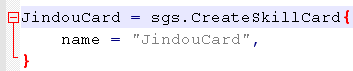 JindouCard = sgs.CreateSkillCard{
    name = "JindouCard",
}